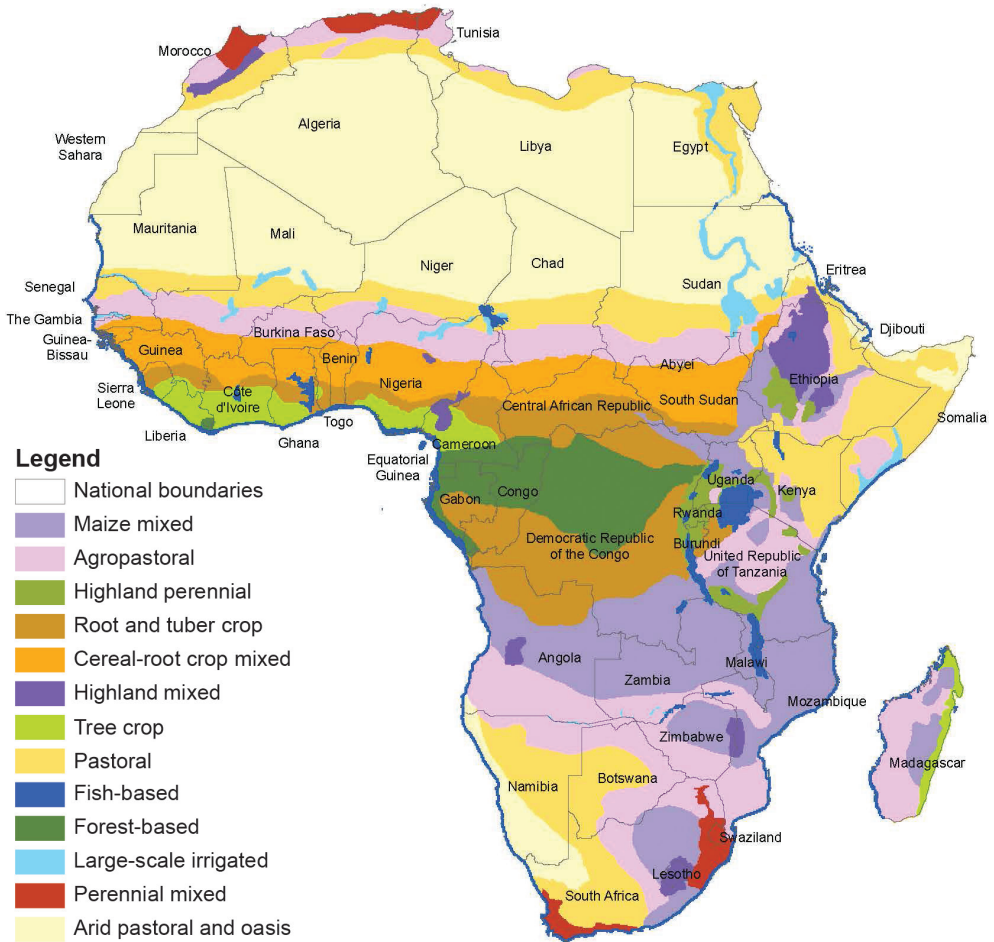 Tunisia
Morocco
Algeria
Libya
Egypt
Western
Sahara
Mauritania
Mali
Niger
Chad
Sudan
Eritrea
Senegal
The Gambia
Guinea-
Bissau
Burkina Faso
Djibouti
Guinea
Benin
Abyei
Nigeria
Ethiopia
Sierra
Leone
Côte
d'Ivoire
Central African Republic
South Sudan
Somalia
Liberia
Ghana
Togo
Cameroon
Equatorial
Guinea
Gabon
Congo
Uganda
Kenya
Rwanda
Democratic Republic
of the Congo
Burundi
United Republic
of Tanzania
Angola
Zambia
Malawi
Mozambique
Zimbabwe
Madagascar
Namibia
Botswana
Swaziland
Lesotho
South Africa
Legend
National boundaries
Maize mixed
Agropastoral
Highland perennial
Root and tuber crop
Cereal-root crop mixed
Highland mixed
Tree crop
Pastoral
Fish-based
Forest-based
Large-scale irrigated
Perennial mixed
Arid pastoral and oasis